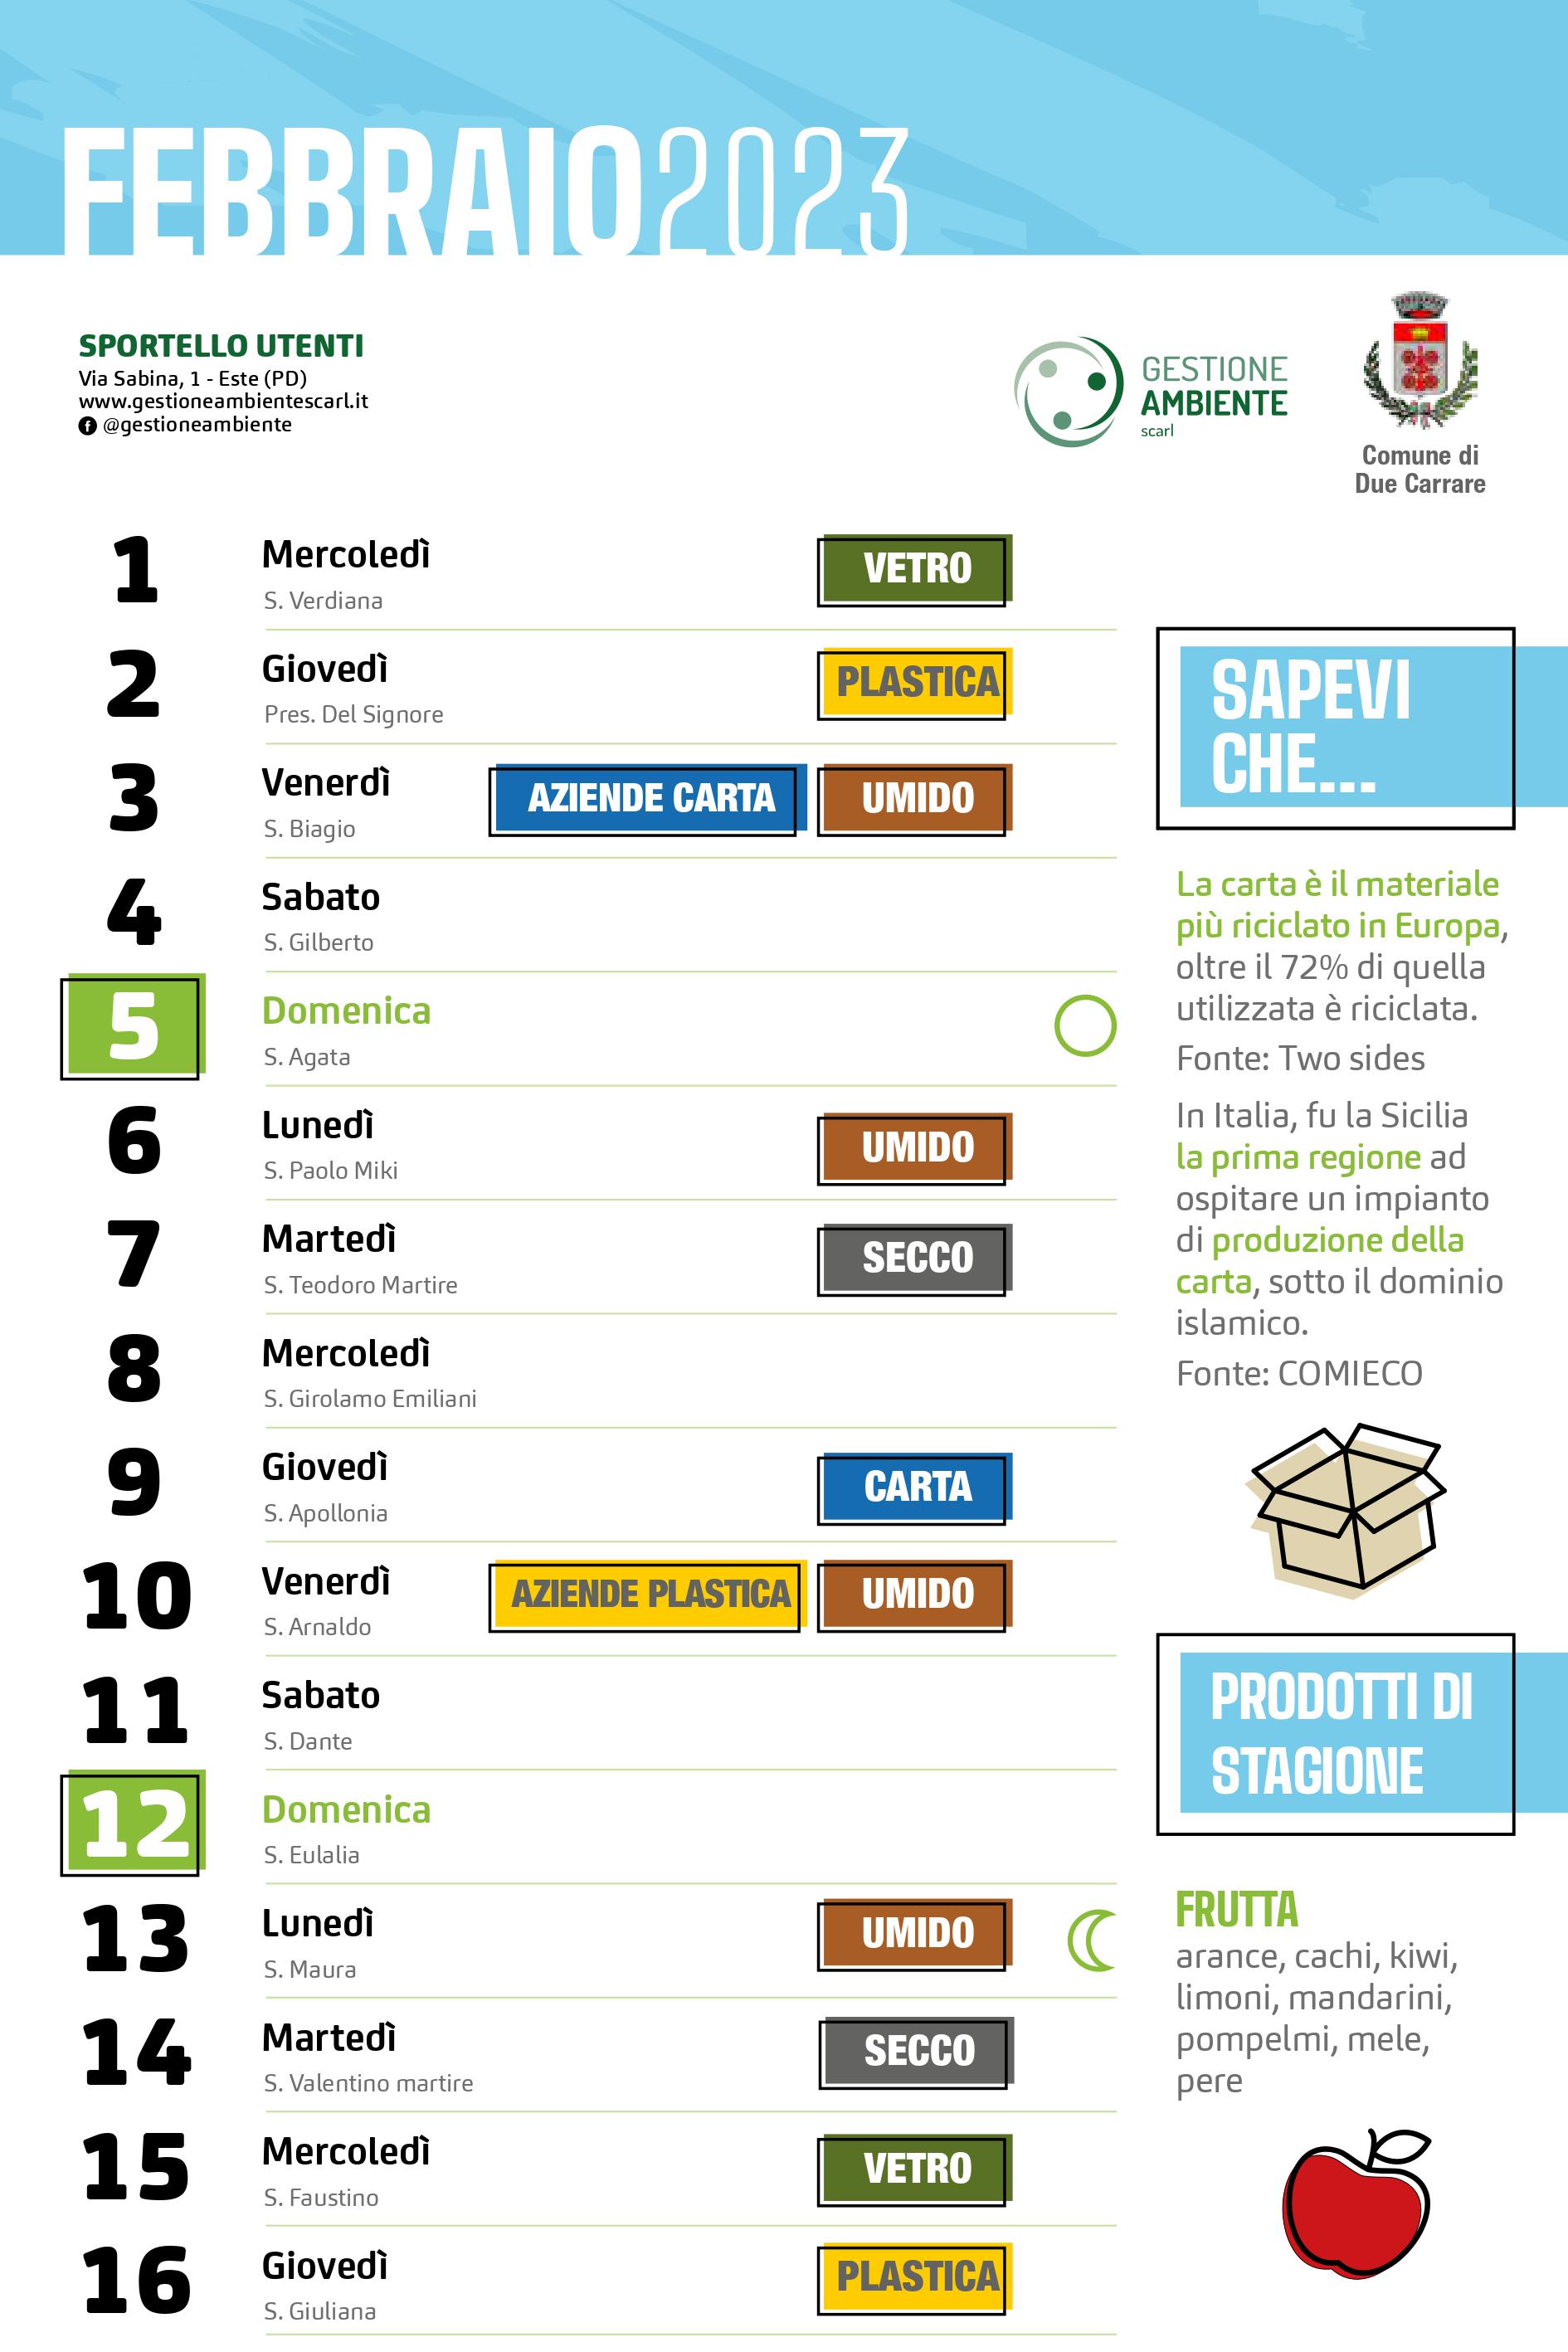 FEBBRAIO2023
SPORTELLO UTENTI
Via Sabina, 1 - Este (PD)
www.gestioneambientescarl.it
@gestioneambiente
GESTIONE
AMBIENTE
scarl
Comune di
Due Carrare
1 Mercoledì VETRO
S. Verdiana
2 Giovedì PLASTICA
Pres. Del Signore
3 Venerdì AZIENDE CARTA UMIDO
S. Biagio
4 Sabato
S. Gilberto
5 Domenica
S. Agata
6 Lunedì UMIDO
S. Paolo Miki
7 Martedì SECCO
S. Teodoro Martire
8 Mercoledì
S. Girolamo Emiliani
9 Giovedì CARTA
S. Apollonia
10 Venerdì AZIENDE PLASTICA UMIDO
S. Arnaldo
11 Sabato
S. Dante
12 Domenica
S. Eulalia
13 Lunedì UMIDO
S. Maura
14 Martedì SECCO
S. Valentino martire
15 Mercoledì VETRO
S. Faustino
16 Giovedì PLASTICA
S. Giuliana
SAPEVI
CHE...
La carta è il materiale
più riciclato in Europa,
oltre il 72% di quella
utilizzata è riciclata.
Fonte: Two sides
In Italia, fu la Sicilia
la prima regione ad
ospitare un impianto
di produzione della
carta, sotto il dominio
islamico.
Fonte: COMIECO
PRODOTTI DI
STAGIONE
FRUTTA
arance, cachi, kiwi,
limoni, mandarini,
pompelmi, mele,
pere